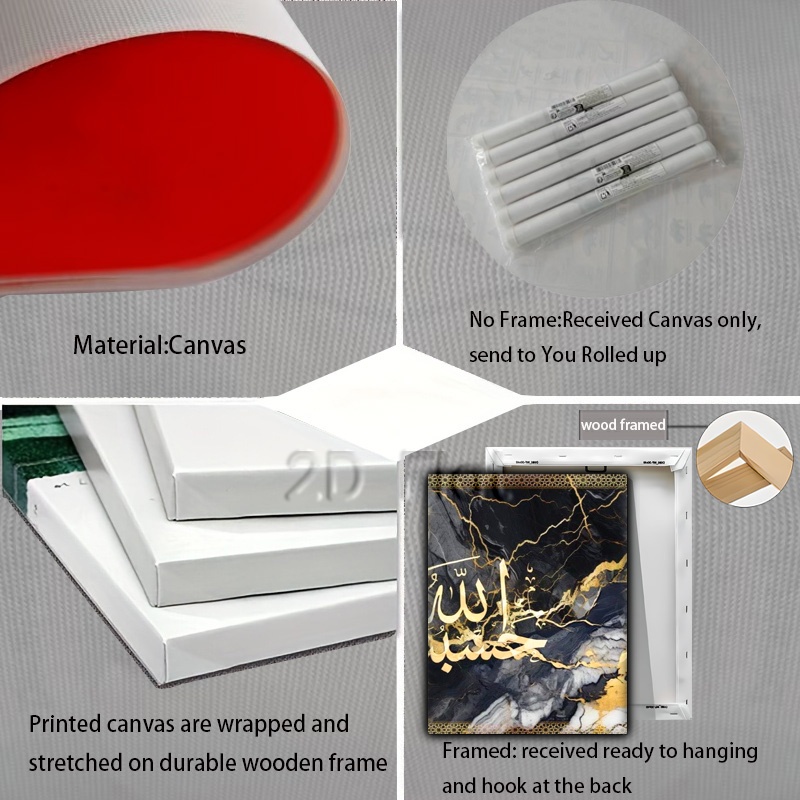 Material:Canvas
No Frame:Received Canvas only,
send to You Rolled up
2D
wood framed
الله
حسبي
Printed canvas are wrapped and
stretched on durable wooden frame
Framed: received ready to hanging
and hook at the back